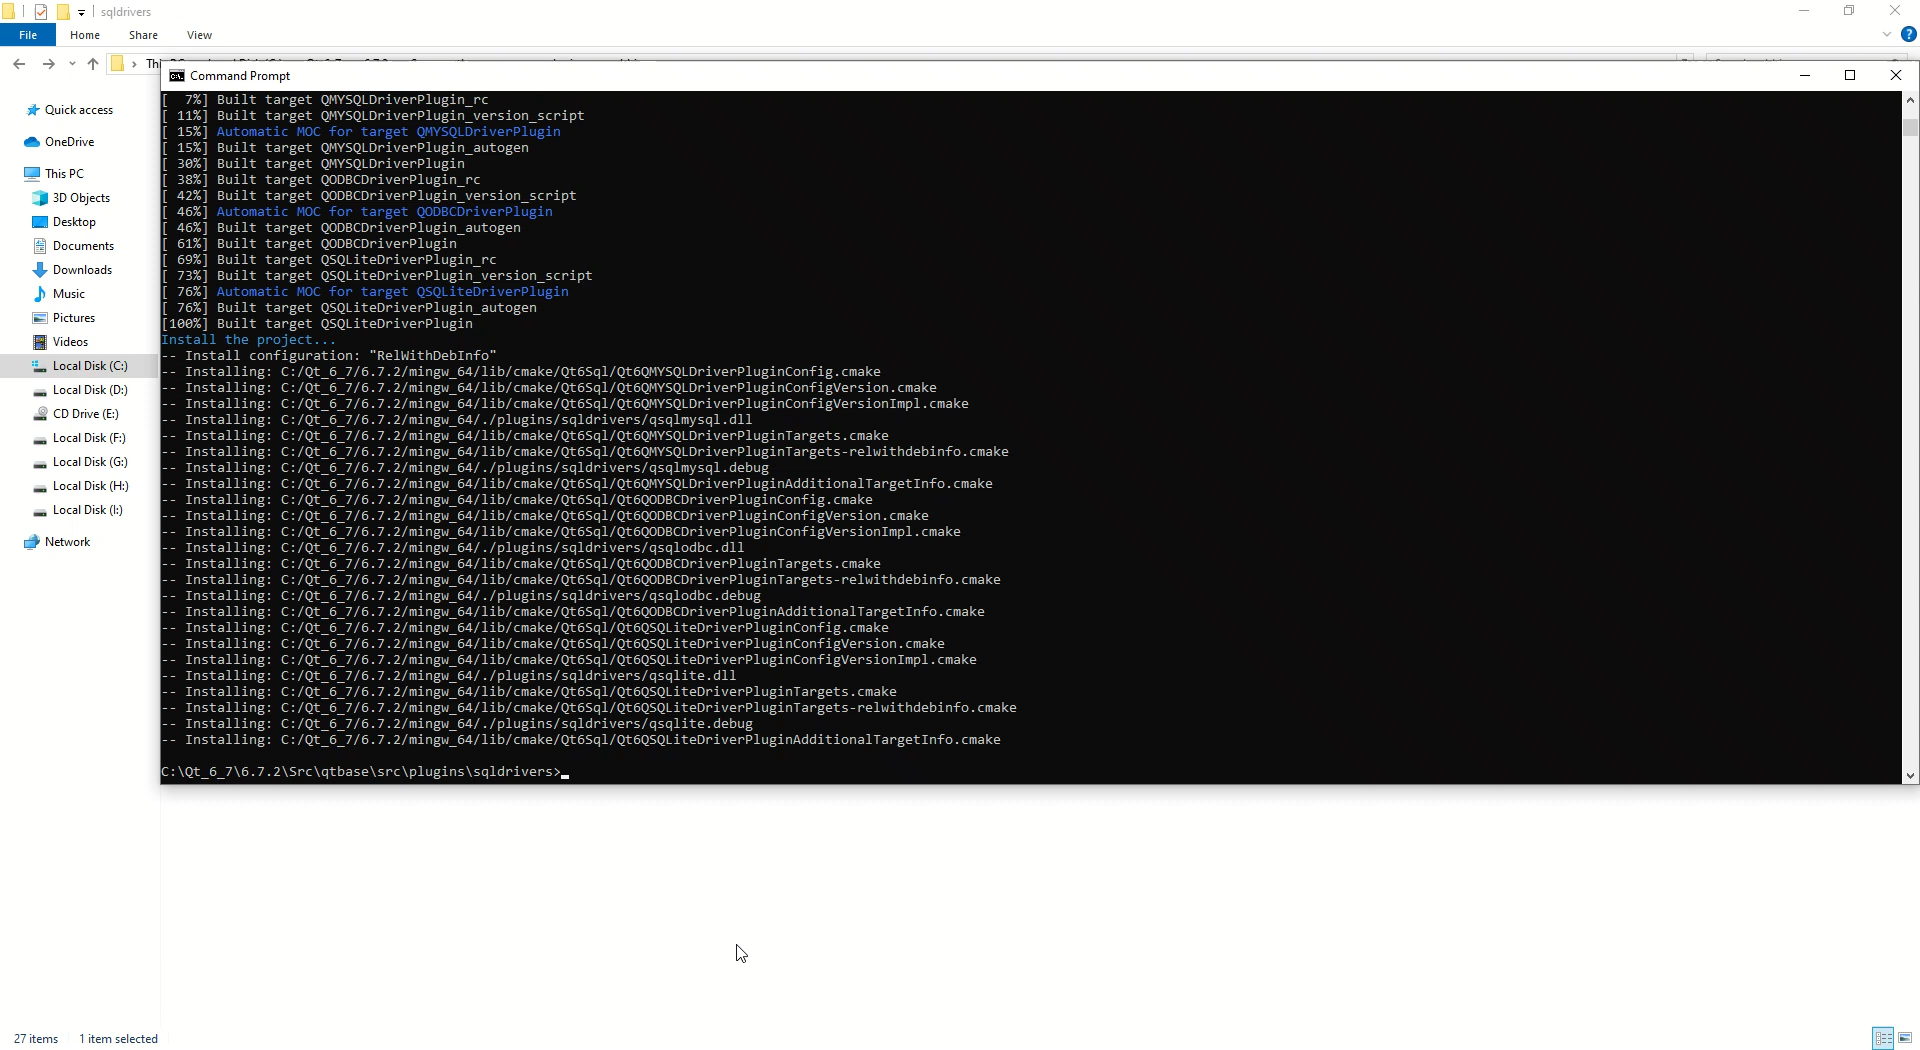 sqldrivers
File
Home
Share
View
Command Prompt
Quick access
OneDrive
This PC
3D Objects
Desktop
Documents
Downloads
Music
Pictures
Videos
Local Disk (C:)
Local Disk (D:)
CD Drive (E:)
Local Disk (F:)
Local Disk (G:)
Local Disk (H:)
Local Disk (I:)
Network
[  7%] Built target QMYSQLDriverPlugin_rc
[ 11%] Built target QMYSQLDriverPlugin_version_script
[ 15%] Automatic MOC for target QMYSQLDriverPlugin
[ 15%] Built target QMYSQLDriverPlugin_autogen
[ 30%] Built target QMYSQLDriverPlugin
[ 38%] Built target QODBCDriverPlugin_rc
[ 42%] Built target QODBCDriverPlugin_version_script
[ 46%] Automatic MOC for target QODBCDriverPlugin
[ 46%] Built target QODBCDriverPlugin_autogen
[ 61%] Built target QODBCDriverPlugin
[ 69%] Built target QSQLiteDriverPlugin_rc
[ 73%] Built target QSQLiteDriverPlugin_version_script
[ 76%] Automatic MOC for target QSQLiteDriverPlugin
[ 76%] Built target QSQLiteDriverPlugin_autogen
[100%] Built target QSQLiteDriverPlugin
Install the project...
-- Install configuration: "RelWithDebInfo"
-- Installing: C:/Qt_6_7/6.7.2/mingw_64/lib/cmake/Qt6Sql/Qt6QMYSQLDriverPluginConfig.cmake
-- Installing: C:/Qt_6_7/6.7.2/mingw_64/lib/cmake/Qt6Sql/Qt6QMYSQLDriverPluginConfigVersion.cmake
-- Installing: C:/Qt_6_7/6.7.2/mingw_64/lib/cmake/Qt6Sql/Qt6QMYSQLDriverPluginConfigVersionImpl.cmake
-- Installing: C:/Qt_6_7/6.7.2/mingw_64/./plugins/sqldrivers/qsqlmysql.dll
-- Installing: C:/Qt_6_7/6.7.2/mingw_64/lib/cmake/Qt6Sql/Qt6QMYSQLDriverPluginTargets.cmake
-- Installing: C:/Qt_6_7/6.7.2/mingw_64/lib/cmake/Qt6Sql/Qt6QMYSQLDriverPluginTargets-relwithdebinfo.cmake
-- Installing: C:/Qt_6_7/6.7.2/mingw_64/./plugins/sqldrivers/qsqlmysql.debug
-- Installing: C:/Qt_6_7/6.7.2/mingw_64/lib/cmake/Qt6Sql/Qt6QMYSQLDriverPluginAdditionalTargetInfo.cmake
-- Installing: C:/Qt_6_7/6.7.2/mingw_64/lib/cmake/Qt6Sql/Qt6QODBCDriverPluginConfig.cmake
-- Installing: C:/Qt_6_7/6.7.2/mingw_64/lib/cmake/Qt6Sql/Qt6QODBCDriverPluginConfigVersion.cmake
-- Installing: C:/Qt_6_7/6.7.2/mingw_64/lib/cmake/Qt6Sql/Qt6QODBCDriverPluginConfigVersionImpl.cmake
-- Installing: C:/Qt_6_7/6.7.2/mingw_64/./plugins/sqldrivers/qsqlodbc.dll
-- Installing: C:/Qt_6_7/6.7.2/mingw_64/lib/cmake/Qt6Sql/Qt6QODBCDriverPluginTargets.cmake
-- Installing: C:/Qt_6_7/6.7.2/mingw_64/lib/cmake/Qt6Sql/Qt6QODBCDriverPluginTargets-relwithdebinfo.cmake
-- Installing: C:/Qt_6_7/6.7.2/mingw_64/./plugins/sqldrivers/qsqlodbc.debug
-- Installing: C:/Qt_6_7/6.7.2/mingw_64/lib/cmake/Qt6Sql/Qt6QODBCDriverPluginAdditionalTargetInfo.cmake
-- Installing: C:/Qt_6_7/6.7.2/mingw_64/lib/cmake/Qt6Sql/Qt6QSQLiteDriverPluginConfig.cmake
-- Installing: C:/Qt_6_7/6.7.2/mingw_64/lib/cmake/Qt6Sql/Qt6QSQLiteDriverPluginConfigVersion.cmake
-- Installing: C:/Qt_6_7/6.7.2/mingw_64/lib/cmake/Qt6Sql/Qt6QSQLiteDriverPluginConfigVersionImpl.cmake
-- Installing: C:/Qt_6_7/6.7.2/mingw_64/./plugins/sqldrivers/qsqlite.dll
-- Installing: C:/Qt_6_7/6.7.2/mingw_64/lib/cmake/Qt6Sql/Qt6QSQLiteDriverPluginTargets.cmake
-- Installing: C:/Qt_6_7/6.7.2/mingw_64/lib/cmake/Qt6Sql/Qt6QSQLiteDriverPluginTargets-relwithdebinfo.cmake
-- Installing: C:/Qt_6_7/6.7.2/mingw_64/./plugins/sqldrivers/qsqlite.debug
-- Installing: C:/Qt_6_7/6.7.2/mingw_64/lib/cmake/Qt6Sql/Qt6QSQLiteDriverPluginAdditionalTargetInfo.cmake
C:\Qt_6_7\6.7.2\Src\qtbase\src\plugins\sqldrivers>
27 items
1 item selected